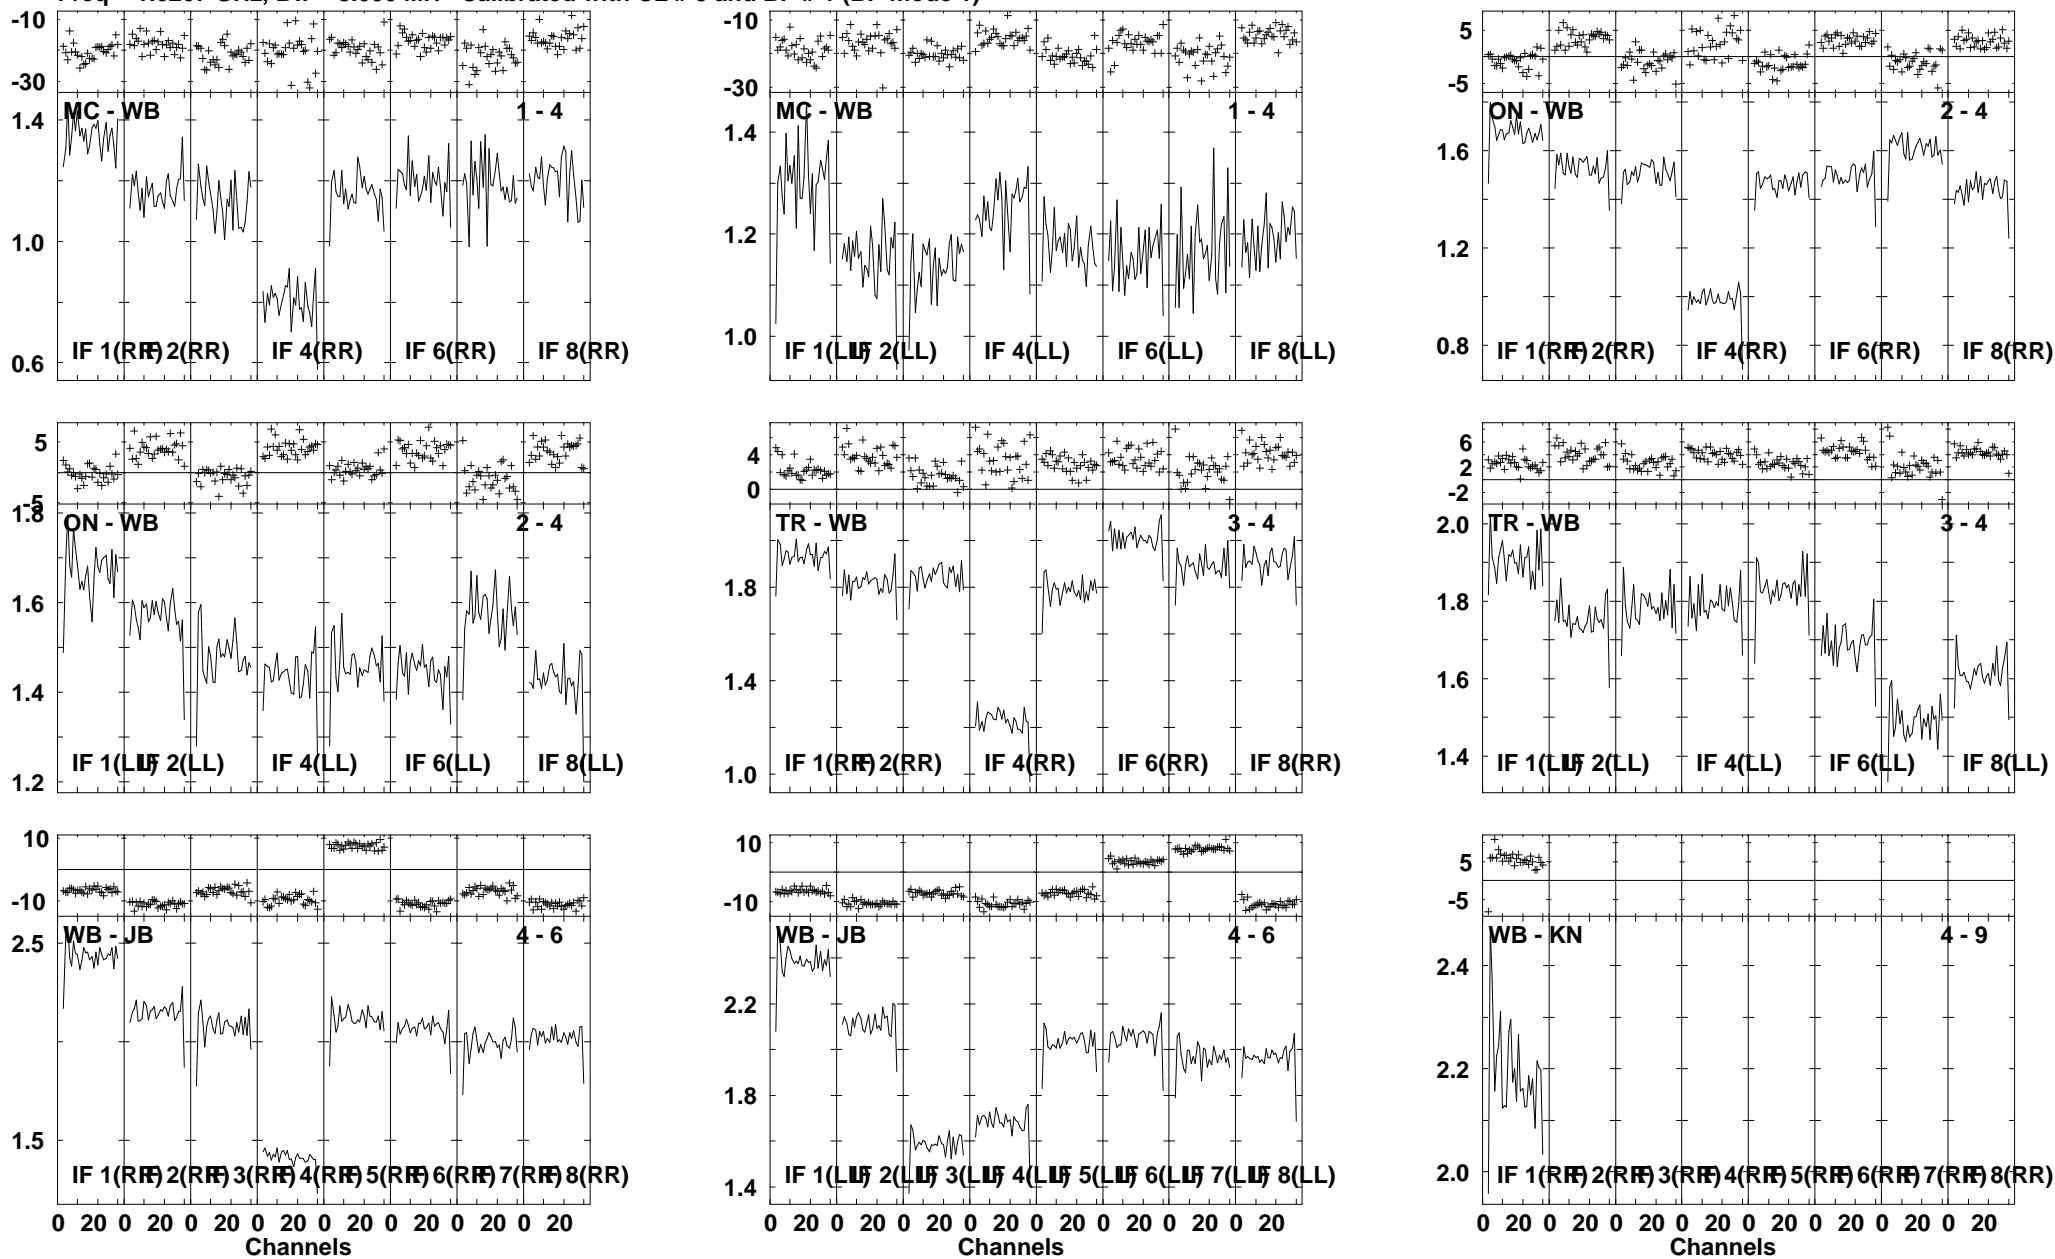 -10
-30
MC - WB 1 - 4
1.4
1.0
0.6
IF 1(RR) IF 2(RR) IF 4(RR) IF 6(RR) IF 8(RR)
-10
-30
MC - WB 1 - 4
1.4
1.2
1.0
IF 1(LL) IF 2(LL) IF 4(LL) IF 6(LL) IF 8(LL)
5
-5
ON - WB 2 - 4
1.6
1.2
0.8
IF 1(RR) IF 2(RR) IF 4(RR) IF 6(RR) IF 8(RR)
5
-5
1.8
ON - WB 2 - 4
1.6
1.4
1.2
IF 1(LL) IF 2(LL) IF 4(LL) IF 6(LL) IF 8(LL)
4
0
TR - WB 3 - 4
1.8
1.4
1.0
IF 1(RR) IF 2(RR) IF 4(RR) IF 6(RR) IF 8(RR)
6
2
-2
2.0
TR - WB 3 - 4
1.8
1.6
1.4
IF 1(LL) IF 2(LL) IF 4(LL) IF 6(LL) IF 8(LL)
10
-10
WB - JB 4 - 6
2.5
1.5
IF 1(RR) IF 2(RR) IF 3(RR) IF 4(RR) IF 5(RR) IF 6(RR) IF 7(RR) IF 8(RR)
0 20 0 20 0 20 0 20 0 20 0 20 0 20 0 20
Channels
10
-10
WB - JB 4 - 6
2.2
1.8
1.4
IF 1(LL) IF 2(LL) IF 3(LL) IF 4(LL) IF 5(LL) IF 6(LL) IF 7(LL) IF 8(LL)
0 20 0 20 0 20 0 20 0 20 0 20 0 20 0 20
Channels
5
-5
WB - KN 4 - 9
2.4
2.2
2.0
IF 1(RR) IF 2(RR) IF 3(RR) IF 4(RR) IF 5(RR) IF 6(RR) IF 7(RR) IF 8(RR)
0 20 0 20 0 20 0 20 0 20 0 20 0 20 0 20
Channels